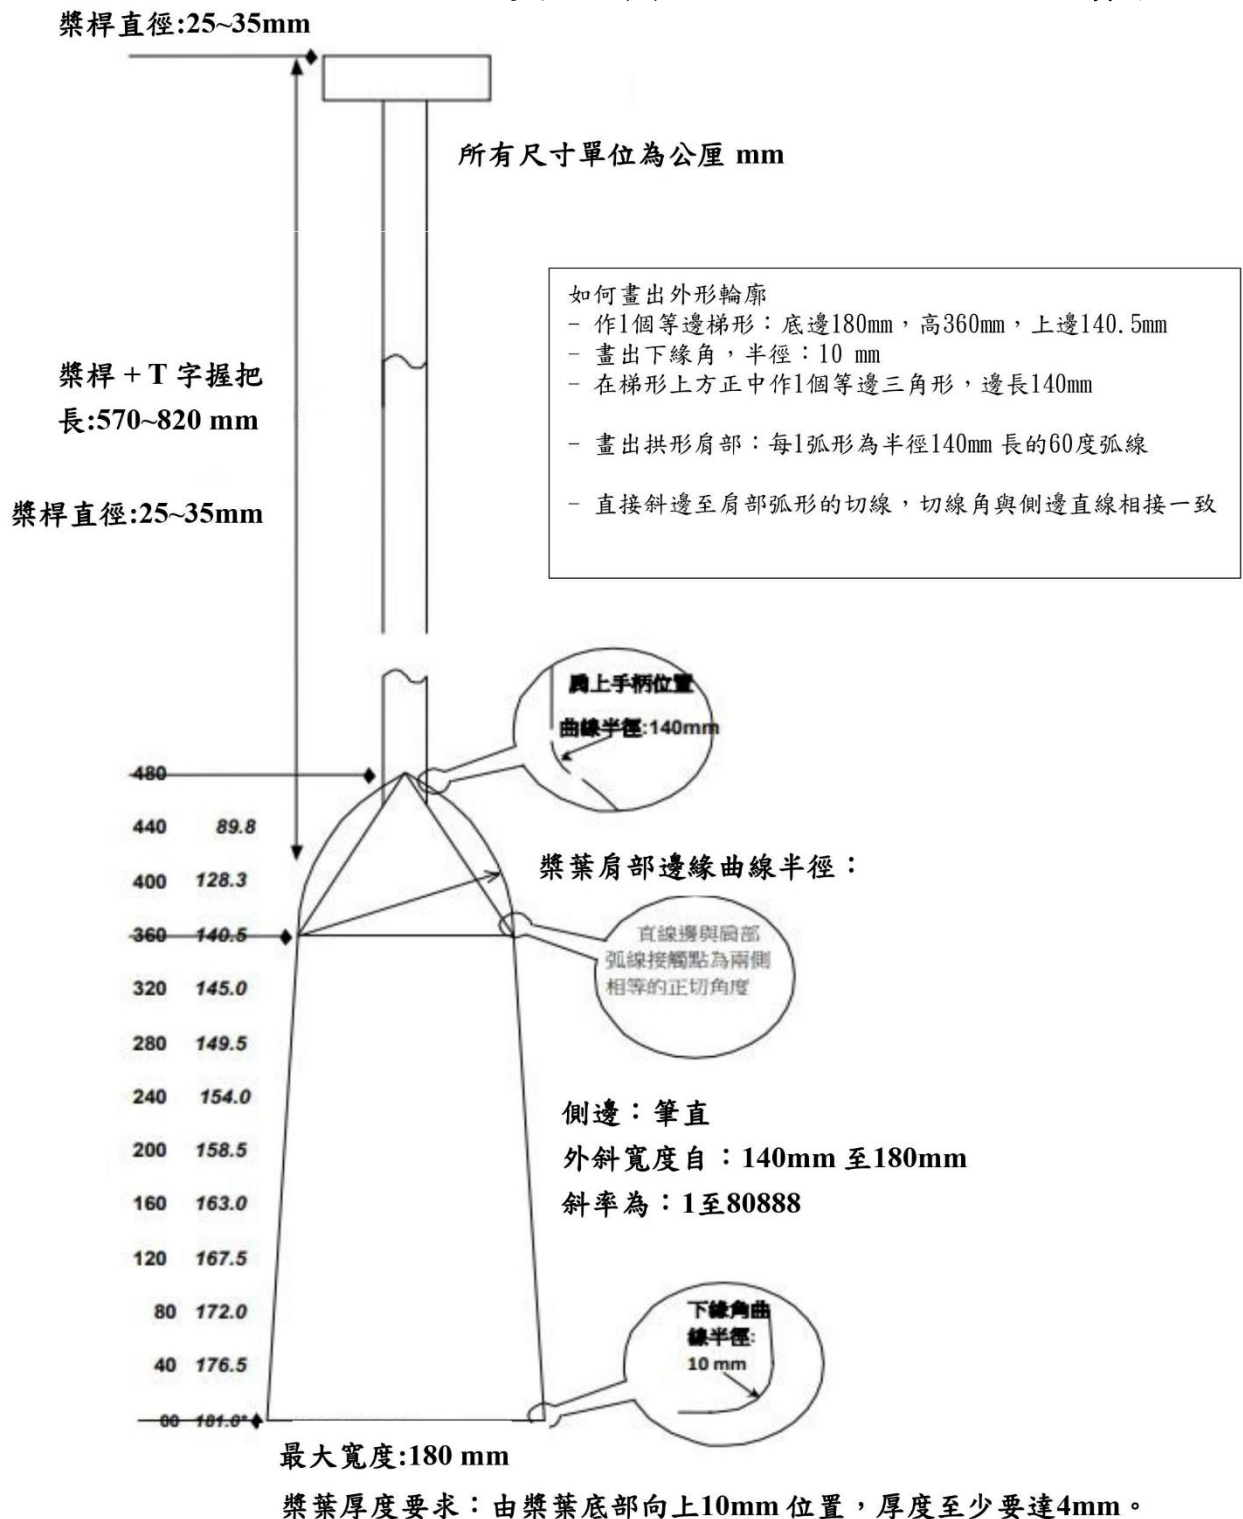 槳桿直徑:25~35mm
所有尺寸單位為公厘 mm
如何畫出外形輪廓
- 作1個等邊梯形：底邊180mm，高360mm，上邊140.5mm
- 畫出下緣角，半徑：10 mm
- 在梯形上方正中作1個等邊三角形，邊長140mm
- 畫出拱形肩部：每1弧形為半徑140mm 長的60度弧線
- 直接斜邊至肩部弧形的切線，切線角與側邊直線相接一致
槳桿 + T 字握把
長:570~820 mm
槳桿直徑:25~35mm
肩上手柄位置
曲線半徑:140mm
480
440 89.8
400 128.3
360 140.5
320 145.0
280 149.5
240 154.0
200 158.5
160 163.0
120 167.5
80 172.0
40 176.5
00 181.0*
槳葉肩部邊緣曲線半徑：
直線邊與肩部
弧線接觸點為兩側
相等的正切角度
側邊：筆直
外斜寬度自：140mm 至180mm
斜率為：1至80888
下緣角曲
線半徑:
10 mm
最大寬度:180 mm
槳葉厚度要求：由槳葉底部向上10mm 位置，厚度至少要達4mm。